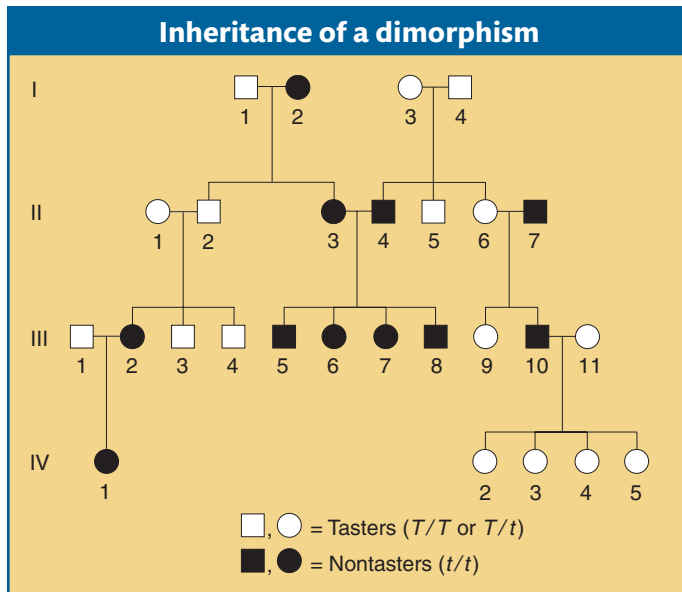 Inheritance of a dimorphism
I
1 2 3 4
II
1 2 3 4 5 6 7
III
1 2 3 4 5 6 7 8 9 10 11
IV
1 2 3 4 5
, = Tasters (T/T or T/t)
, = Nontasters (t/t)